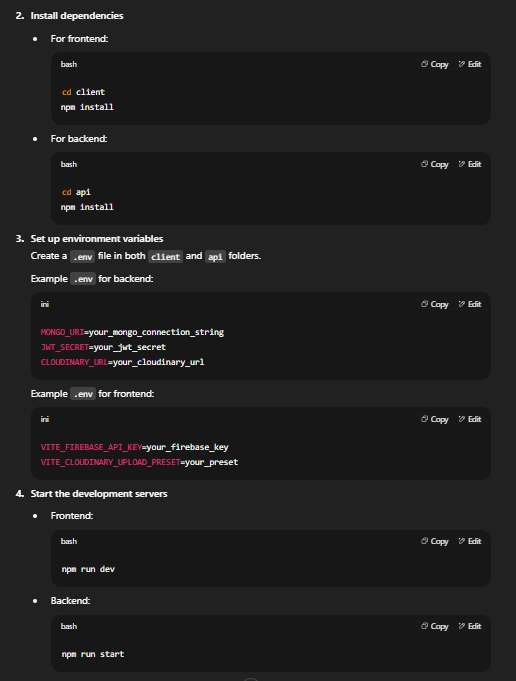 2. Install dependencies
• For frontend:
bash Copy Edit
cd client
npm install
• For backend:
bash Copy Edit
cd api
npm install
3. Set up environment variables
Create a .env file in both client and api folders.
Example .env for backend:
ini Copy Edit
MONGO_URI=your_mongo_connection_string
JWT_SECRET=your_jwt_secret
CLOUDINARY_URL=your_cloudinary_url
Example .env for frontend:
ini Copy Edit
VITE_FIREBASE_API_KEY=your_firebase_key
VITE_CLOUDINARY_UPLOAD_PRESET=your_preset
4. Start the development servers
• Frontend:
bash Copy Edit
npm run dev
• Backend:
bash Copy Edit
npm run start